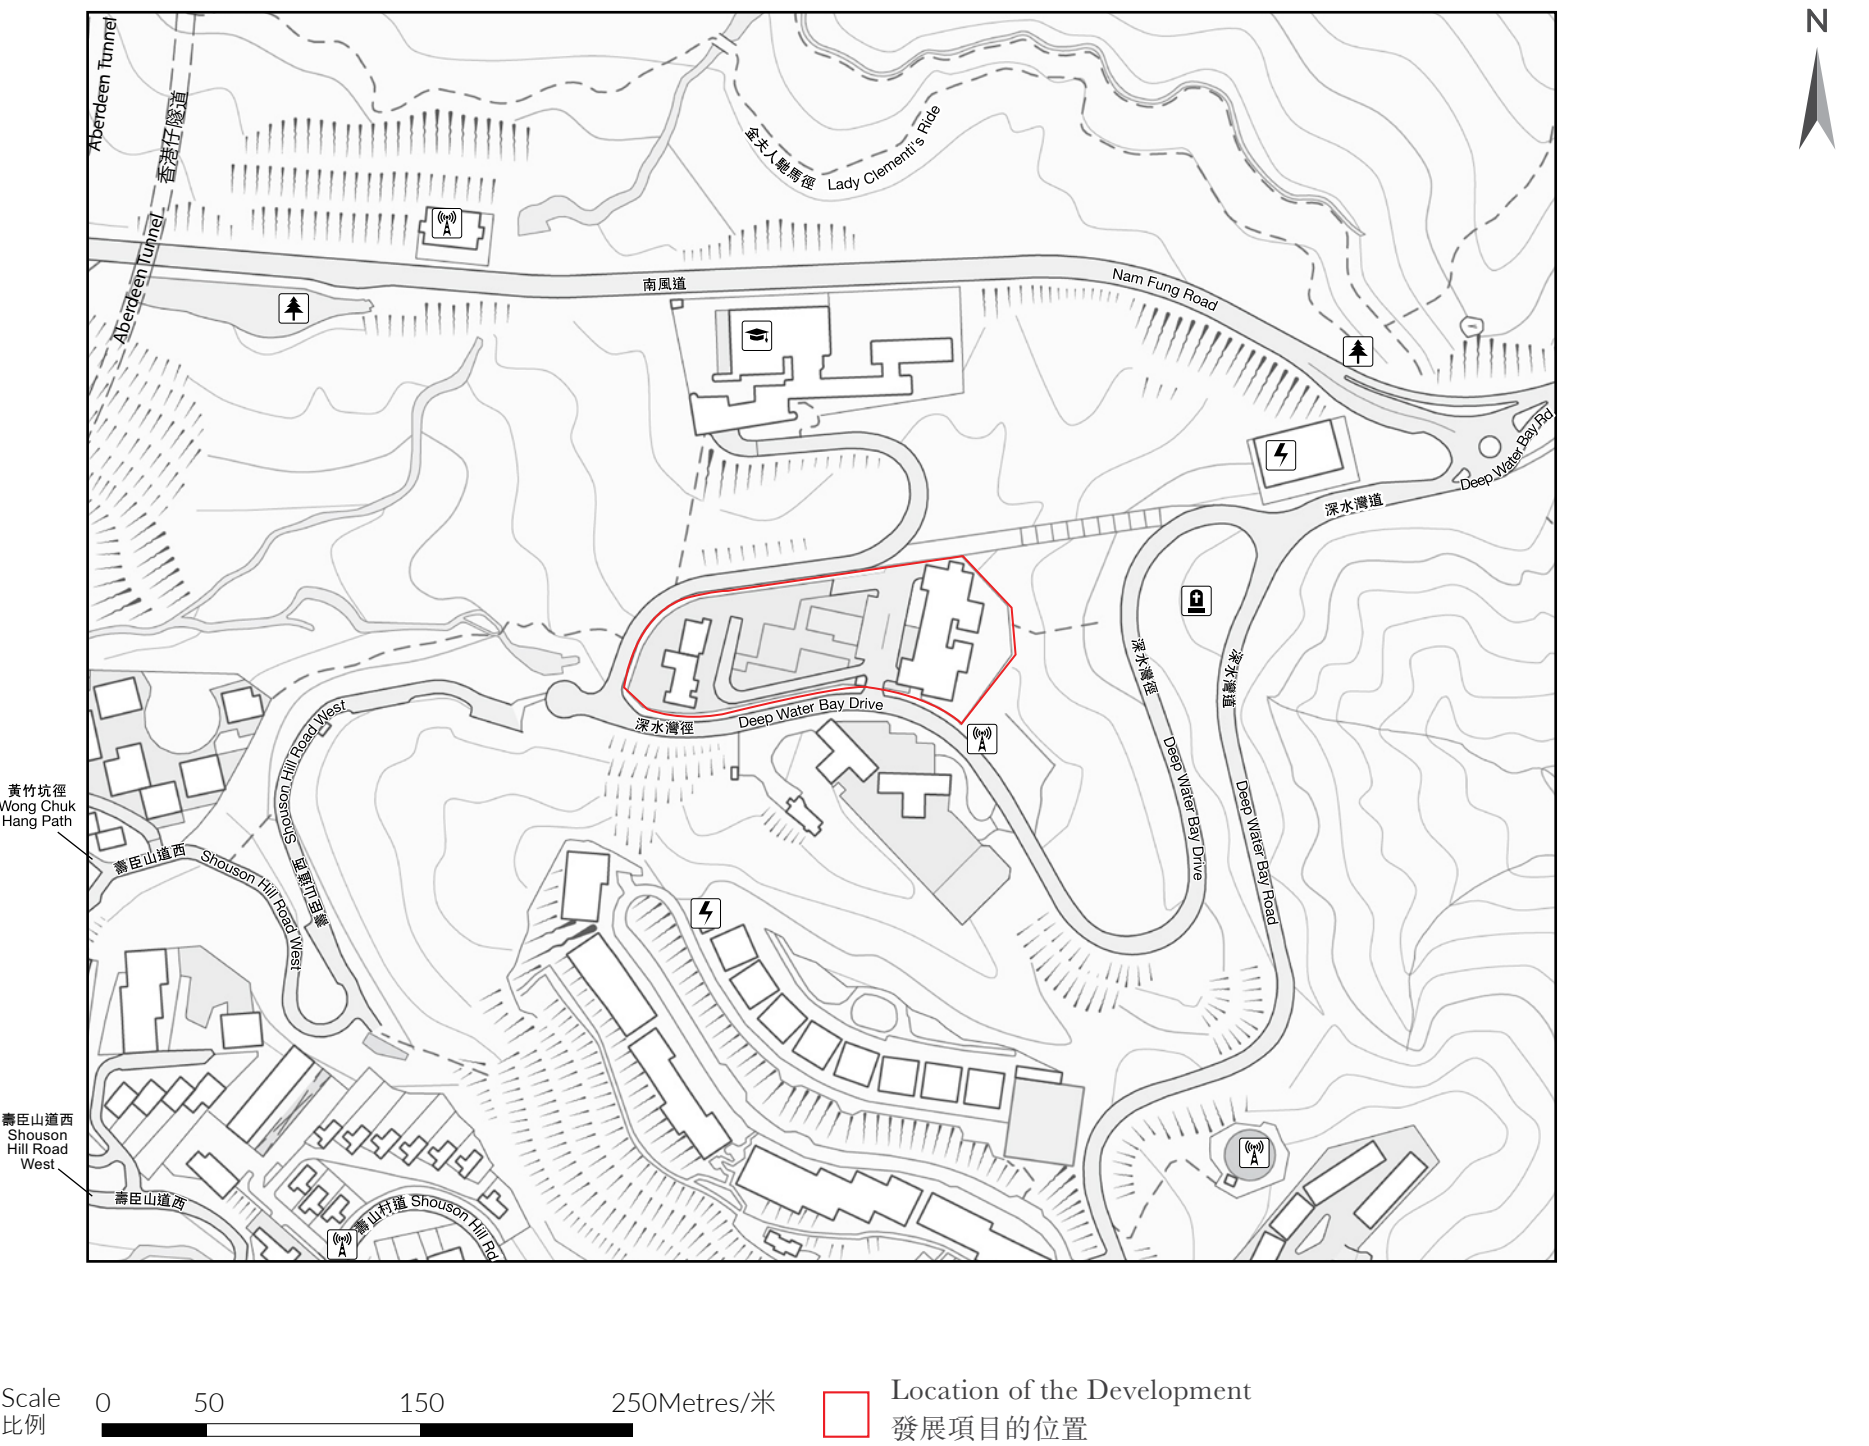 N
Aberdeen Tunnel
香港仔隧道
Aberdeen Tunnel
金夫人馳馬徑
Lady Clementi's Ride
南風道
Nam Fung Road
Deep Water Bay Rd
深水灣道
深水灣徑
深水灣道
Deep Water Bay Drive
深水灣徑
Deep Water Bay Drive
Deep Water Bay Road
Shouson Hill Road West
壽臣山道西
黃竹坑徑
Wong Chuk
Hang Path
壽臣山道西
Shouson Hill Road West
壽臣山道西
Shouson
Hill Road
West
壽臣山道西
壽山村道 Shouson Hill Rd
Scale
比例
0 50 150 250Metres/米
Location of the Development
發展項目的位置